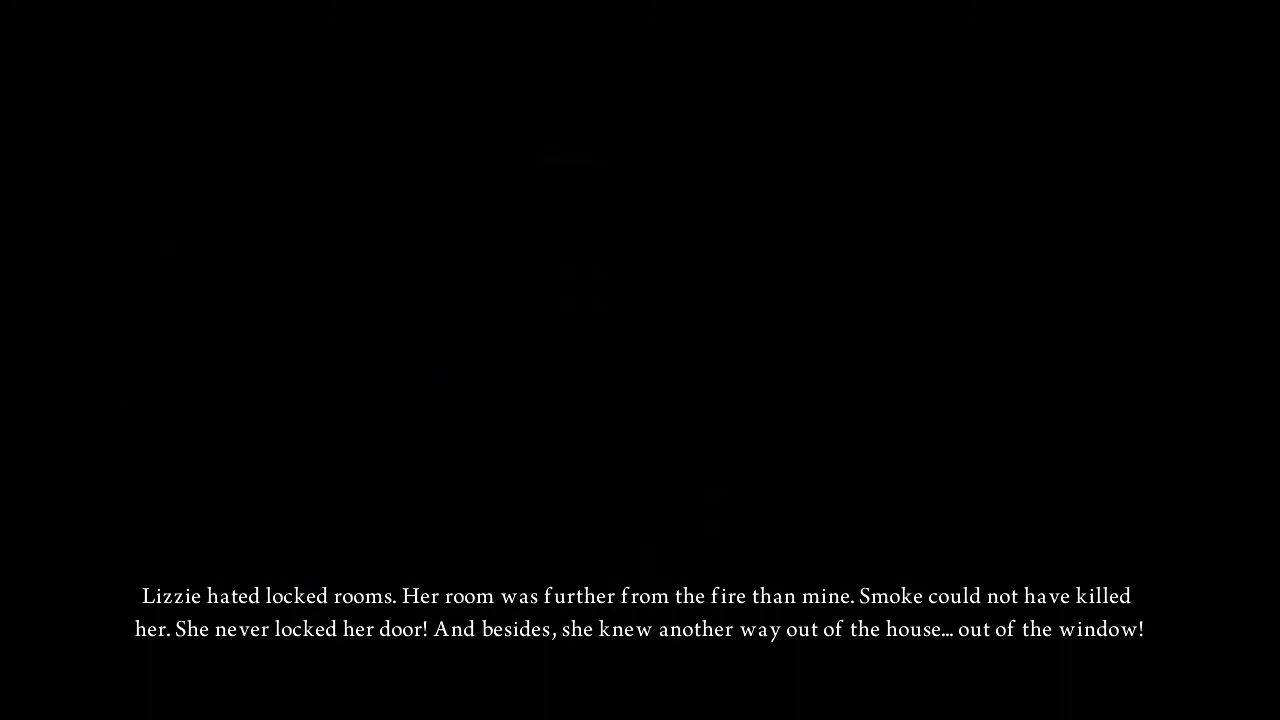 Lizzie hated locked rooms. Her room was further from the fire than mine. Smoke could not have killed
her. She never locked her door! And besides, she knew another way out of the house... out of the window!